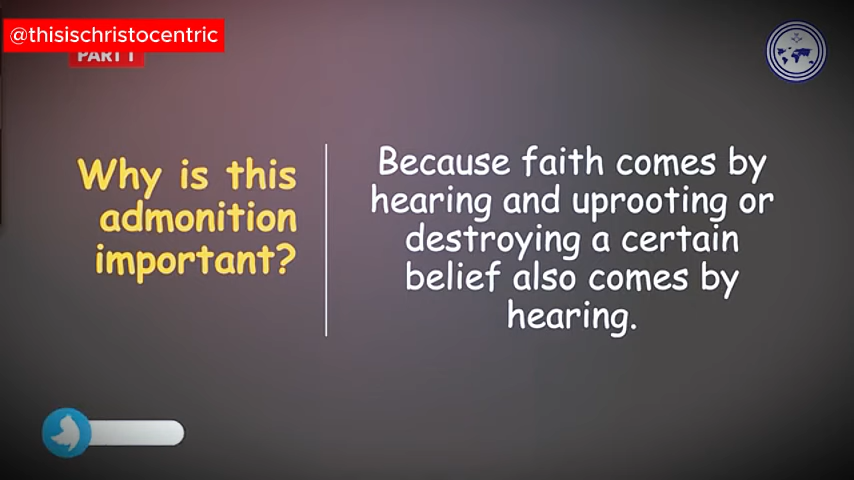 @thisischristocentric
PART 1
Why is this
admonition
important?
Because faith comes by
hearing and uprooting or
destroying a certain
belief also comes by
hearing.